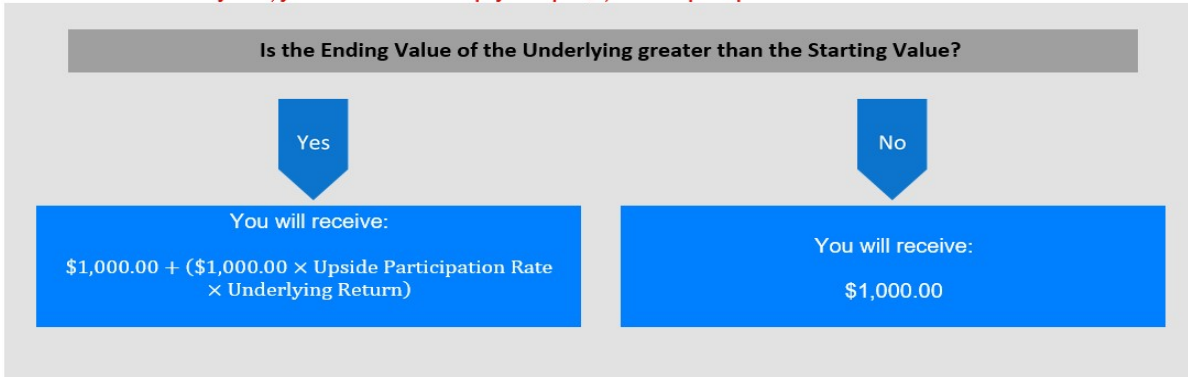 Is the Ending Value of the Underlying greater than the Starting Value?
Yes
No
You will receive:
$1,000.00 + ($1,000.00 × Upside Participation Rate
× Underlying Return)
You will receive:
$1,000.00